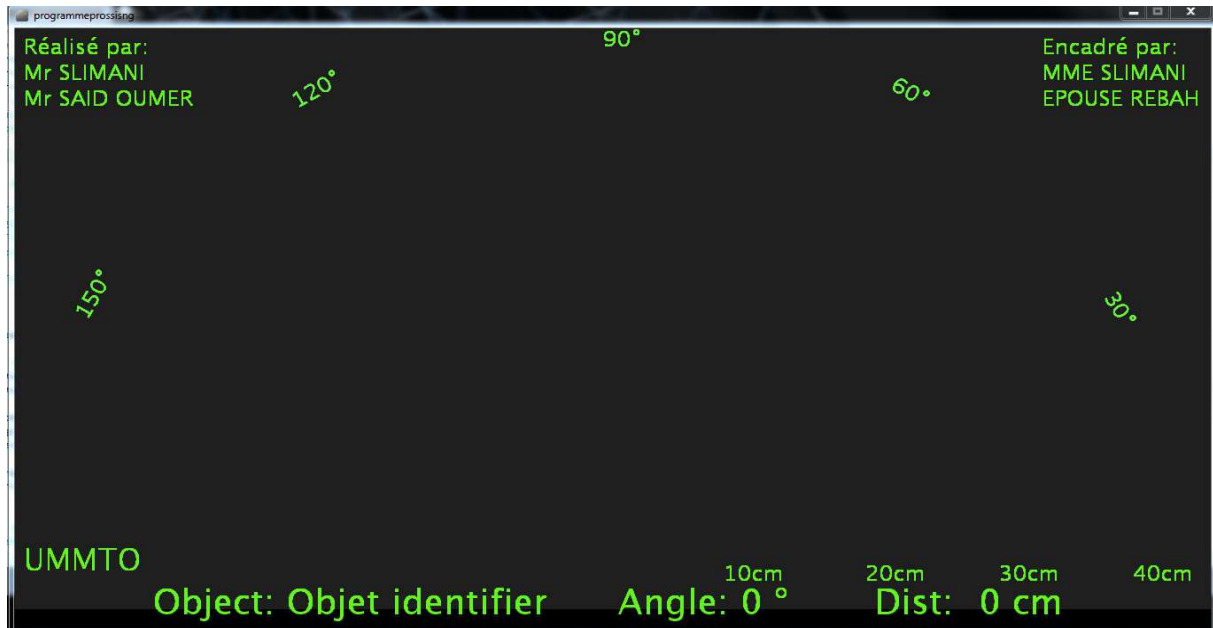 programmeprossisng
Réalisé par:
Mr SLIMANI
Mr SAID OUMER
90°
Encadré par:
MME SLIMANI
EPOUSE REBAH
120°
60°
150°
30°
UMMTO
10cm 20cm 30cm 40cm
Object: Objet identifier Angle: 0 ° Dist: 0 cm